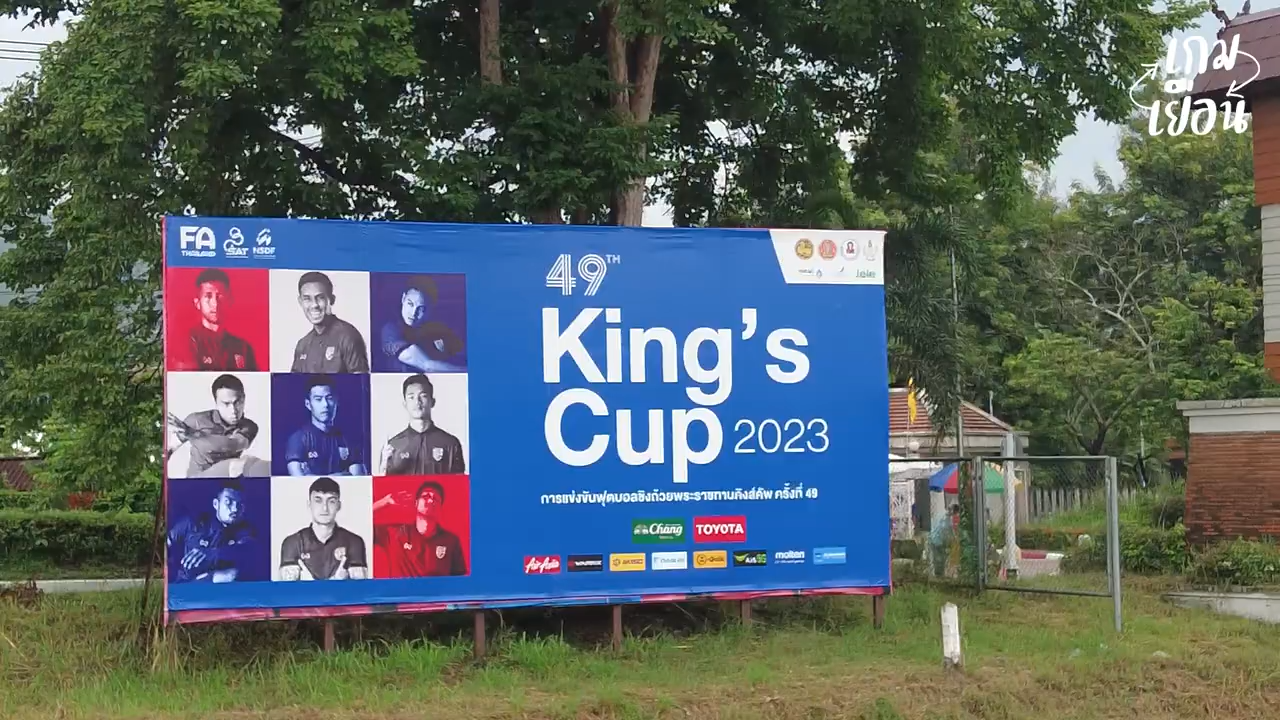 เกม
เยือน
FA
THAILAND
SAT
NSDF
49TH
King's
Cup 2023
การแข่งขันฟุตบอลชิงถ้วยพระราชทานคิงส์คัพ ครั้งที่ 49
Chang
TOYOTA
AirAsia
molten